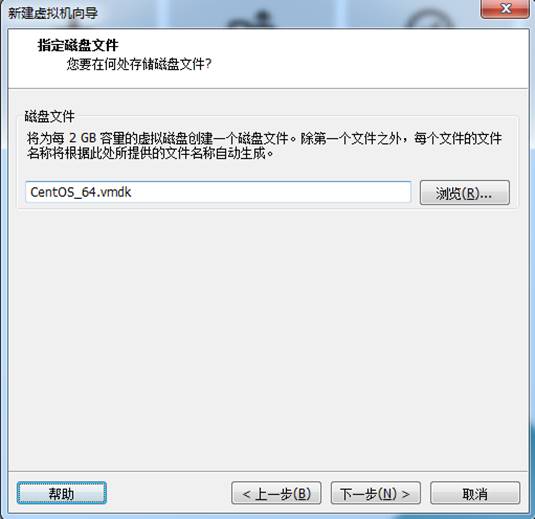 新建虚拟机向导
指定磁盘文件
您要在何处存储磁盘文件?
磁盘文件
将为每 2 GB 容量的虚拟磁盘创建一个磁盘文件。除第一个文件之外，每个文件的文件
名称将根据此处所提供的文件名称自动生成。
CentOS_64.vmdk
浏览(R)...
帮助
< 上一步(B)
下一步(N) >
取消